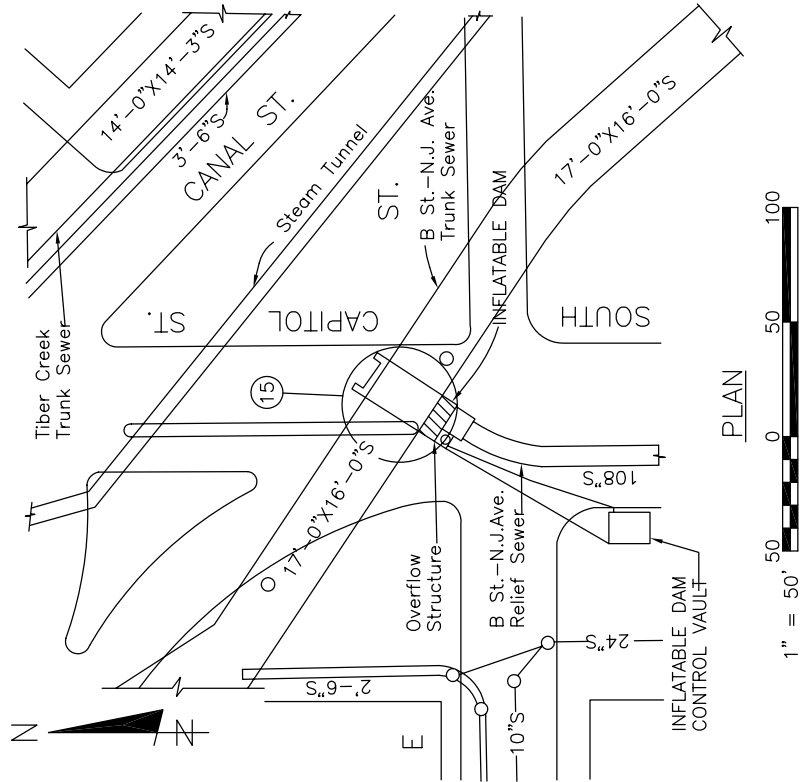 14'-0"X14'-3"S
3'-6"S
CANAL ST.
Tiber Creek
Trunk Sewer
Steam Tunnel
ST.
B St.-N.J. Ave.
Trunk Sewer
17'-0"X16'-0"S
INFLATABLE DAM
CAPITOL
ST.
SOUTH
15
17'-0"X16'-0"S
Overflow
Structure
B St.-N.J.Ave.
Relief Sewer
108"S
2'-6"S
24"S
10"S
E
INFLATABLE DAM
CONTROL VAULT
N
N
PLAN
50
0
50
100
1" = 50'